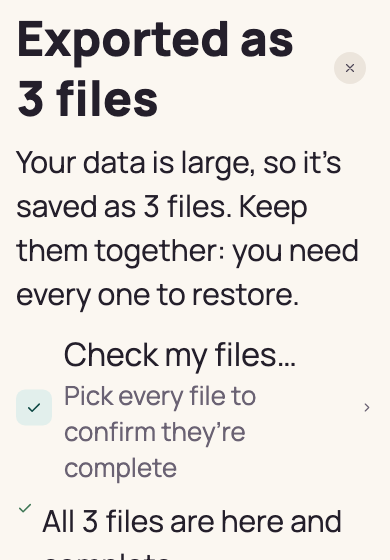 Exported as
3 files
Your data is large, so it’s
saved as 3 files. Keep
them together: you need
every one to restore.
Check my files…
Pick every file to
confirm they’re
complete
All 3 files are here and
complete